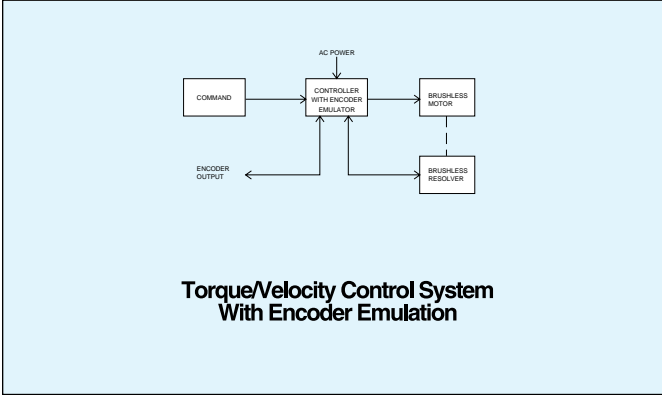 AC POWER
COMMAND
CONTROLLER
WITH ENCODER
EMULATOR
BRUSHLESS
MOTOR
ENCODER
OUTPUT
BRUSHLESS
RESOLVER
Torque/Velocity Control System
With Encoder Emulation